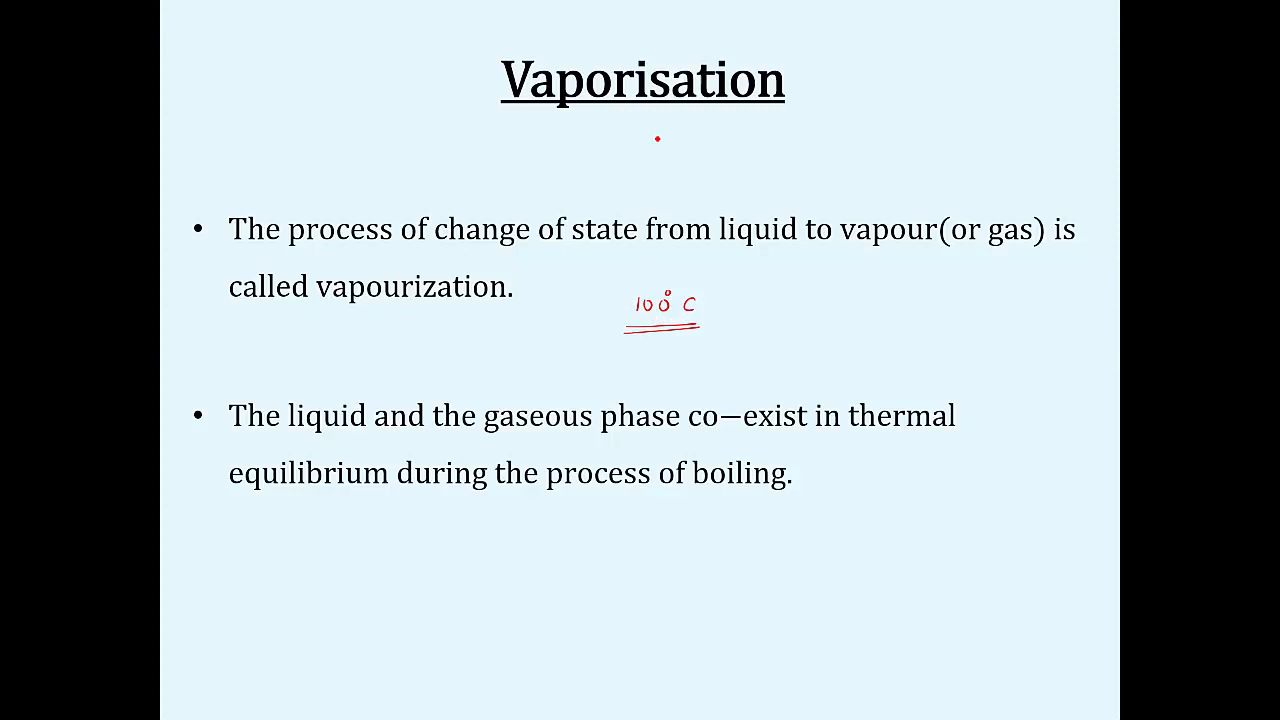 Vaporisation
• The process of change of state from liquid to vapour(or gas) is
called vapourization.
100° C
• The liquid and the gaseous phase co−exist in thermal
equilibrium during the process of boiling.